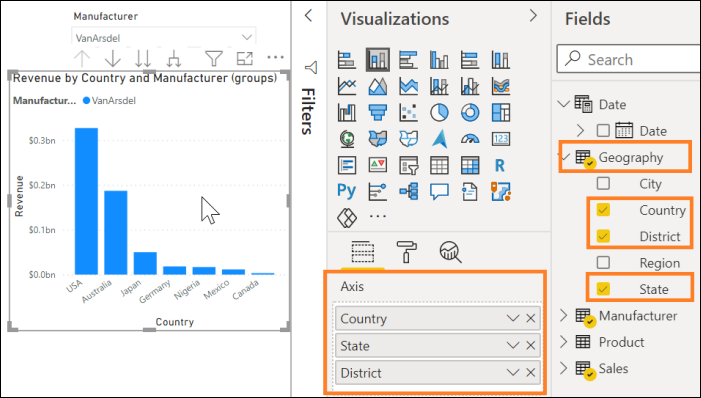 Manufacturer
VanArsdel
Revenue by Country and Manufacturer (groups)
Manufactur... VanArsdel
$0.3bn
$0.2bn
$0.1bn
$0.0bn
Revenue
USA
Australia
Japan
Germany
Nigeria
Mexico
Canada
Country
Filters
Visualizations
123
R
Py
Axis
Country
State
District
Fields
Search
Date
Date
Geography
City
Country
District
Region
State
Manufacturer
Product
Sales